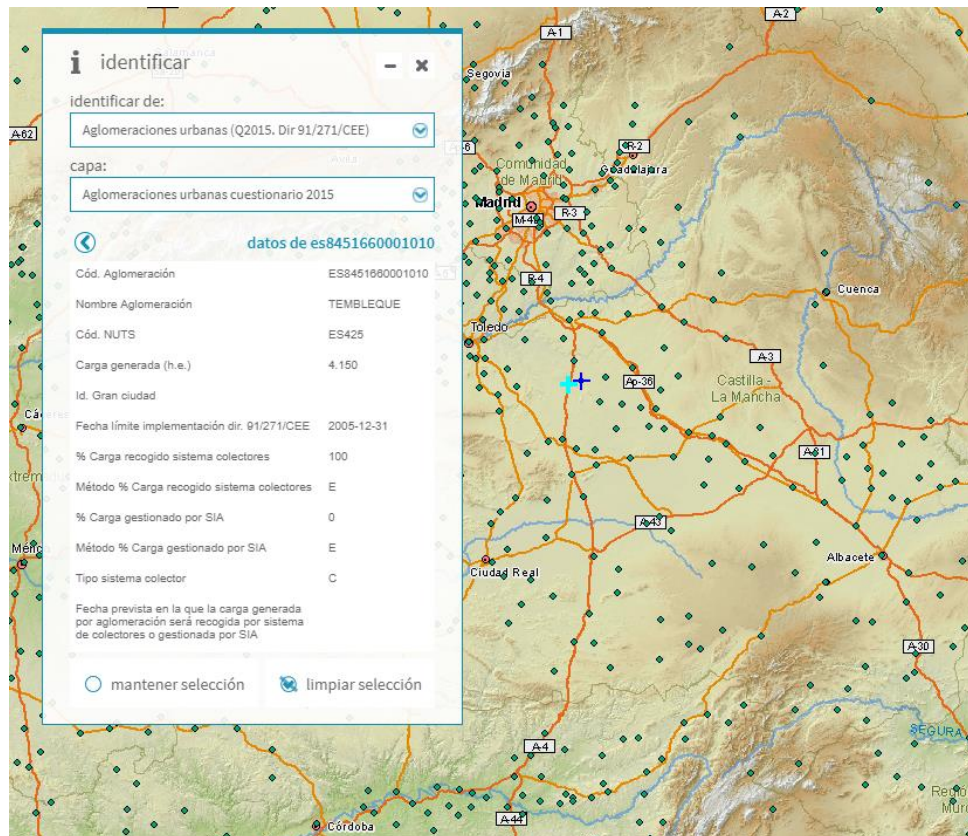 i identificar
identificar de:
Aglomeraciones urbanas (Q2015. Dir 91/271/CEE)
capa:
Aglomeraciones urbanas cuestionario 2015
datos de es8451660001010
Cód. Aglomeración ES8451660001010
Nombre Aglomeración TEMBLEQUE
Cód. NUTS ES425
Carga generada (h.e.) 4.150
Id. Gran ciudad
Fecha límite implementación dir. 91/271/CEE 2005-12-31
% Carga recogido sistema colectores 100
Método % Carga recogido sistema colectores E
% Carga gestionado por SIA 0
Método % Carga gestionado por SIA E
Tipo sistema colector C
Fecha prevista en la que la carga generada
por aglomeración será recogida por sistema
de colectores o gestionada por SIA
mantener selección limpiar selección
A-2
A-1
Segovia
A-62
R-2
Comunidad
de Madrid
Guadalajara
Madrid
R-3
R-4
Cuenca
Toledo
A-3
Ap-36
Castilla -
La Mancha
A-31
A-43
Albacete
Ciudad Real
A-30
SEGURA
A-4
A-44
Córdoba